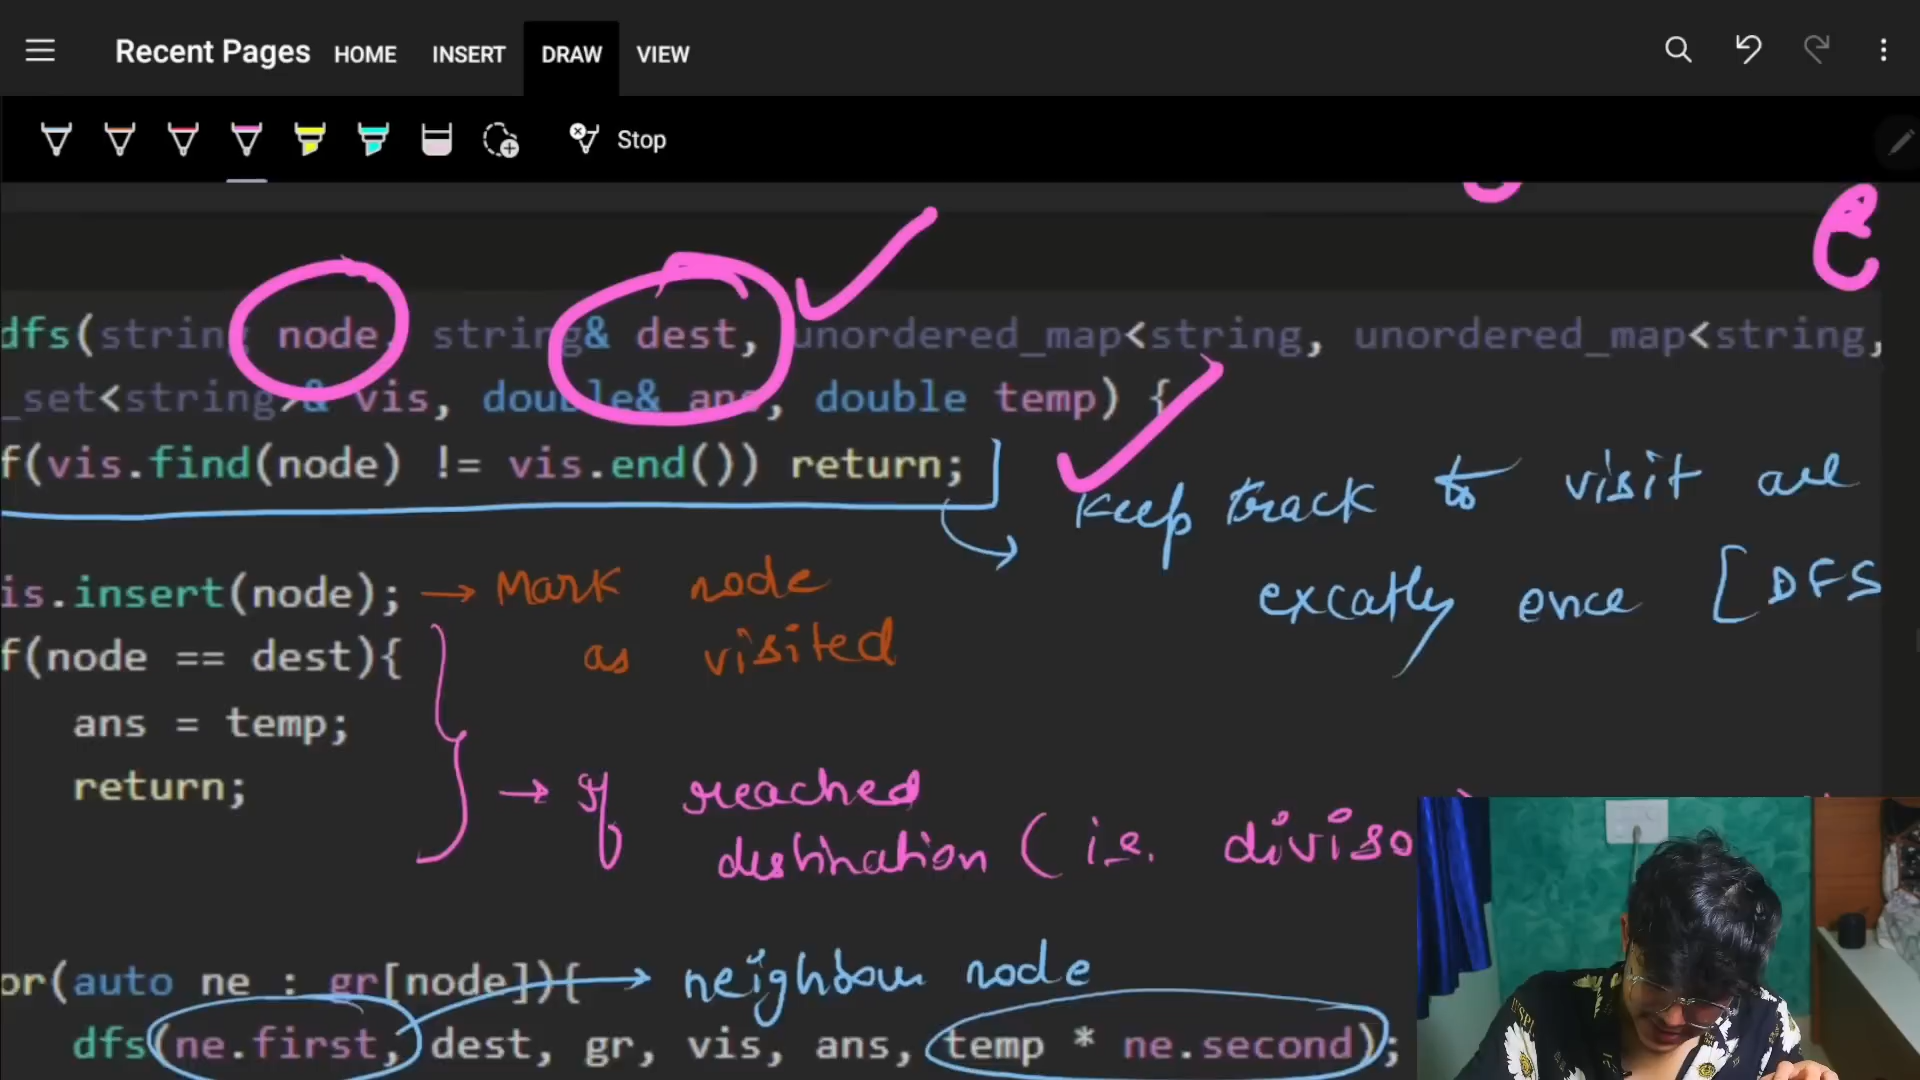 Recent Pages HOME INSERT DRAW VIEW
Stop
e
dfs(string node, string& dest, unordered_map<string, unordered_map<string,
_set<string>& vis, double& ans, double temp) {
f(vis.find(node) != vis.end()) return;
keep track to visit all
excatly once [DFS
is.insert(node); → Mark node
as visited
f(node == dest){
ans = temp;
return;
→ If reached
destination (i.e. diviso
or(auto ne : gr[node]){ → neighbour node
dfs(ne.first, dest, gr, vis, ans, temp * ne.second);